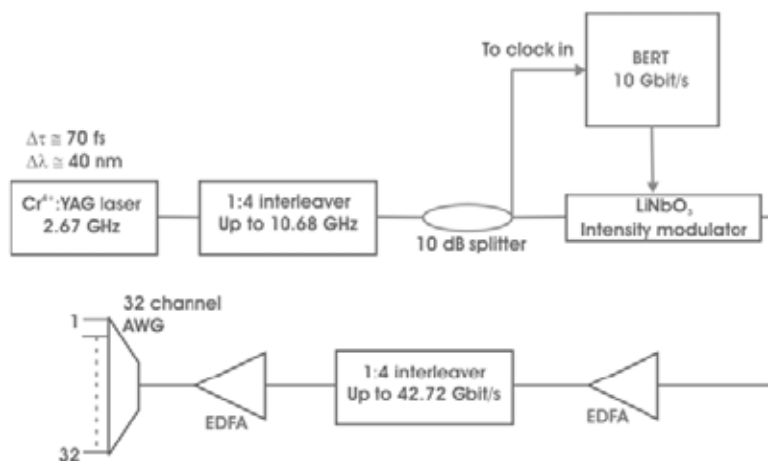 To clock in
BERT
10 Gbit/s
Δτ ≅ 70 fs
Δλ ≅ 40 nm
Cr⁴⁺:YAG laser
2.67 GHz
1:4 interleaver
Up to 10.68 GHz
10 dB splitter
LiNbO₃
Intensity modulator
32 channel
AWG
1
32
EDFA
1:4 interleaver
Up to 42.72 Gbit/s
EDFA